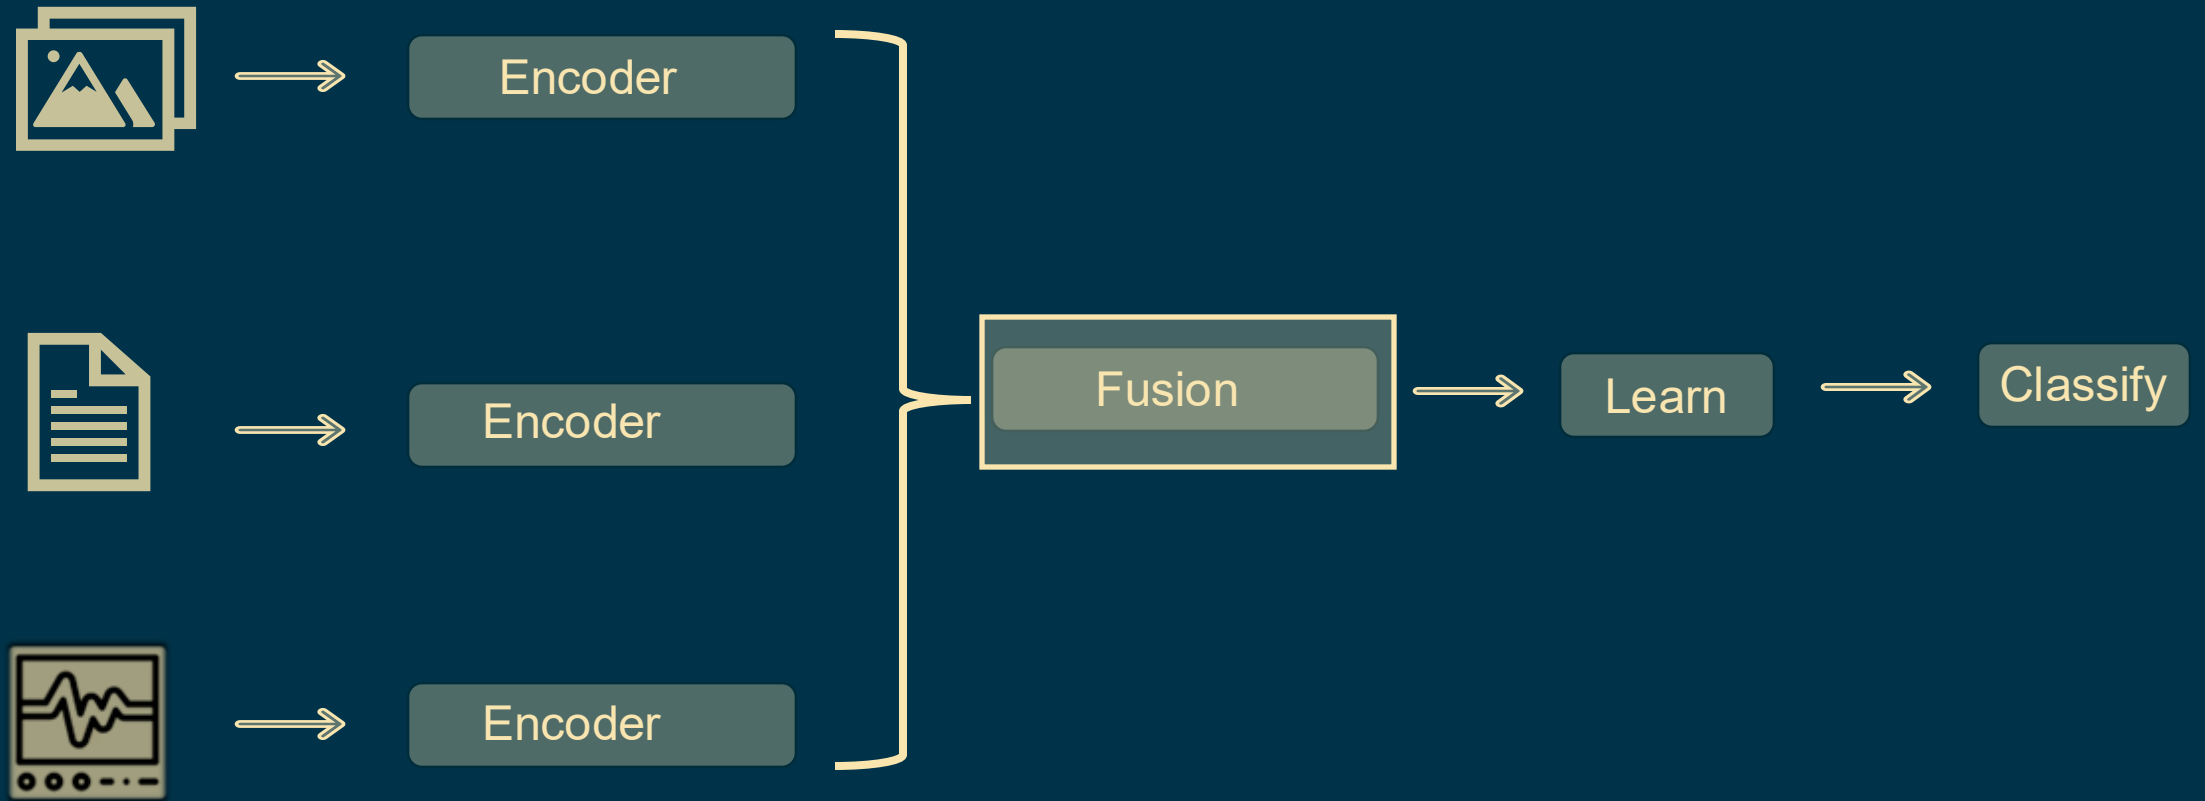 Encoder
Encoder
Encoder
Fusion
Learn
Classify